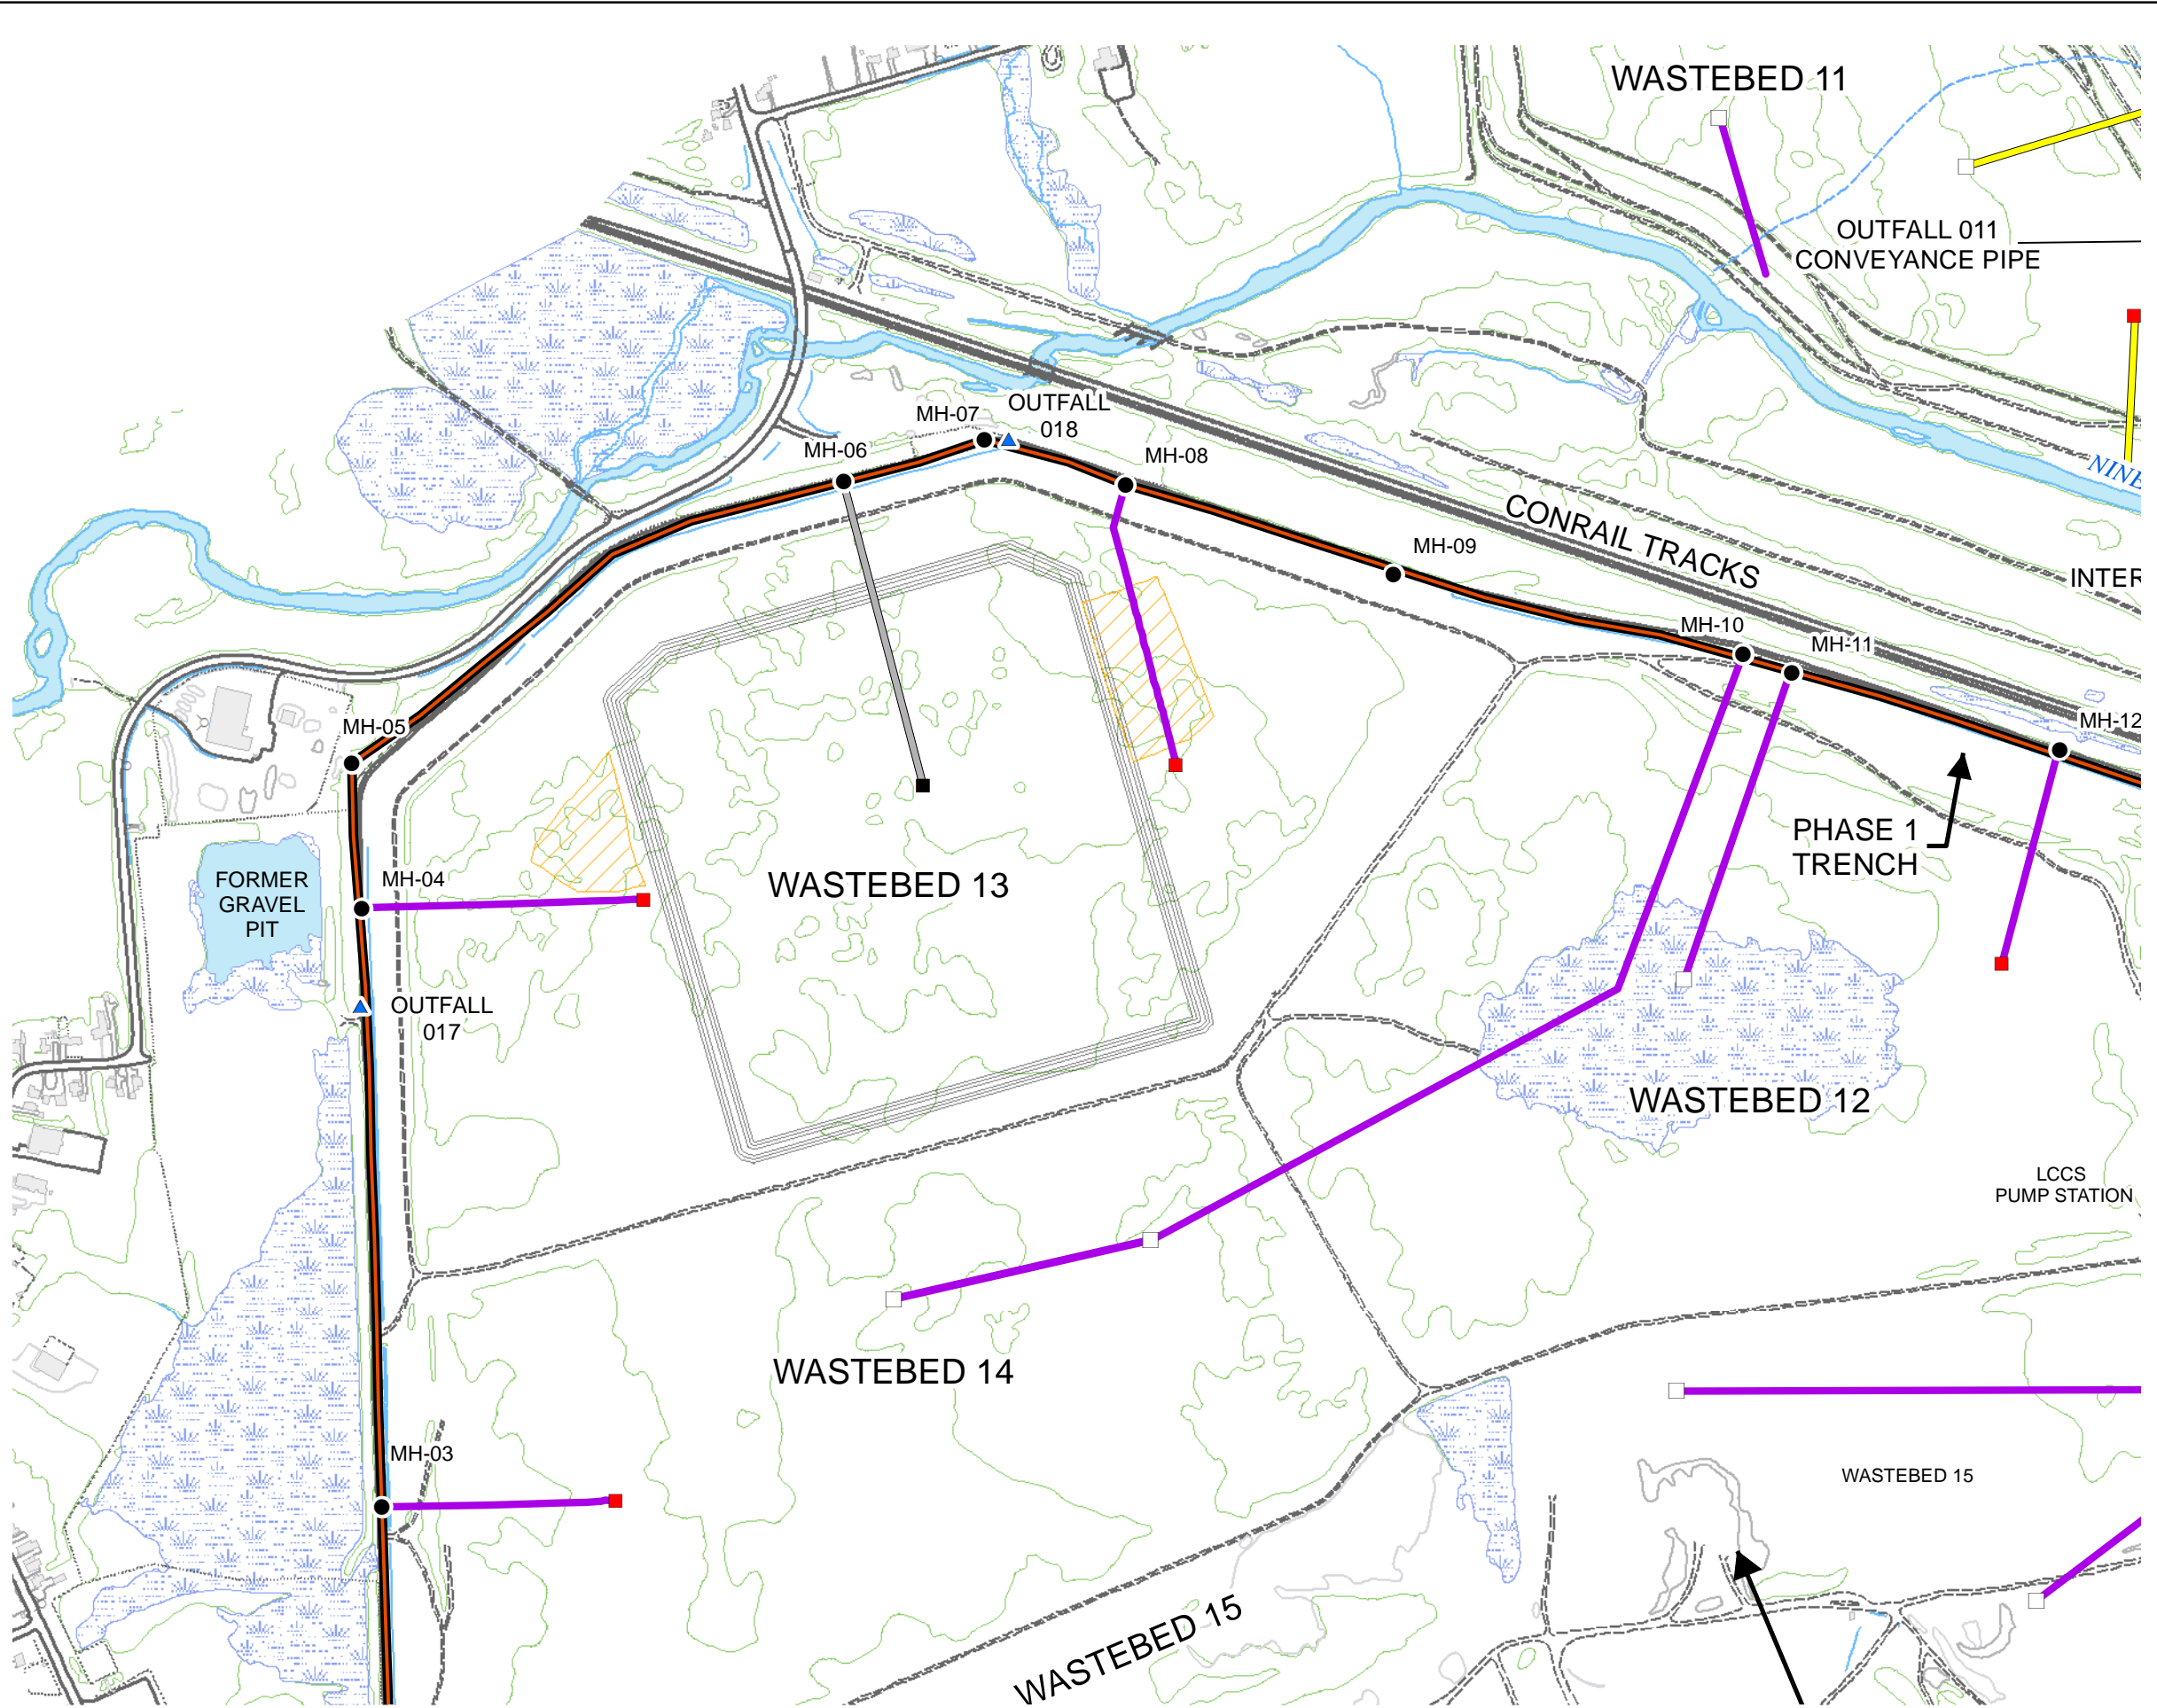 WASTEBED 11
OUTFALL 011
CONVEYANCE PIPE
MH-07
OUTFALL
018
MH-06
MH-08
NINE
CONRAIL TRACKS
MH-09
INTER
MH-10
MH-11
MH-05
MH-12
PHASE 1
TRENCH
FORMER
GRAVEL
PIT
MH-04
WASTEBED 13
OUTFALL
017
WASTEBED 12
LCCS
PUMP STATION
WASTEBED 14
MH-03
WASTEBED 15
WASTEBED 15